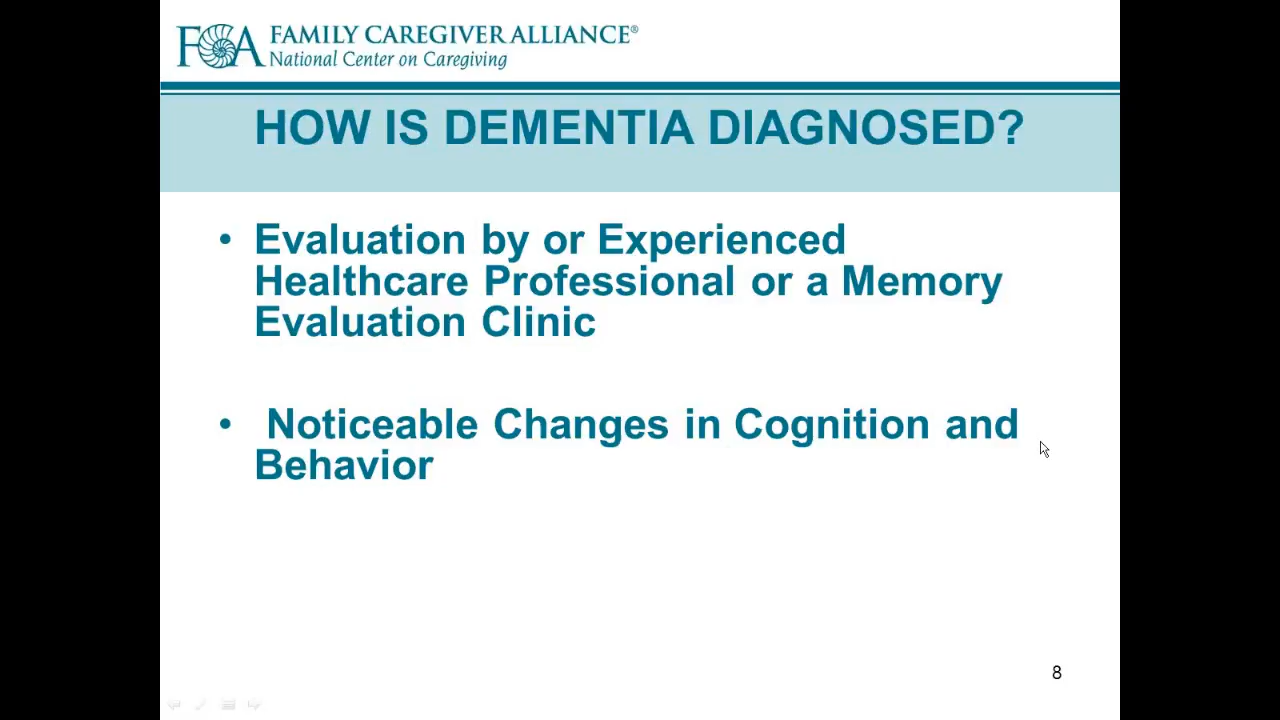 FCA FAMILY CAREGIVER ALLIANCE®
National Center on Caregiving
HOW IS DEMENTIA DIAGNOSED?
• Evaluation by or Experienced
Healthcare Professional or a Memory
Evaluation Clinic
• Noticeable Changes in Cognition and
Behavior
8